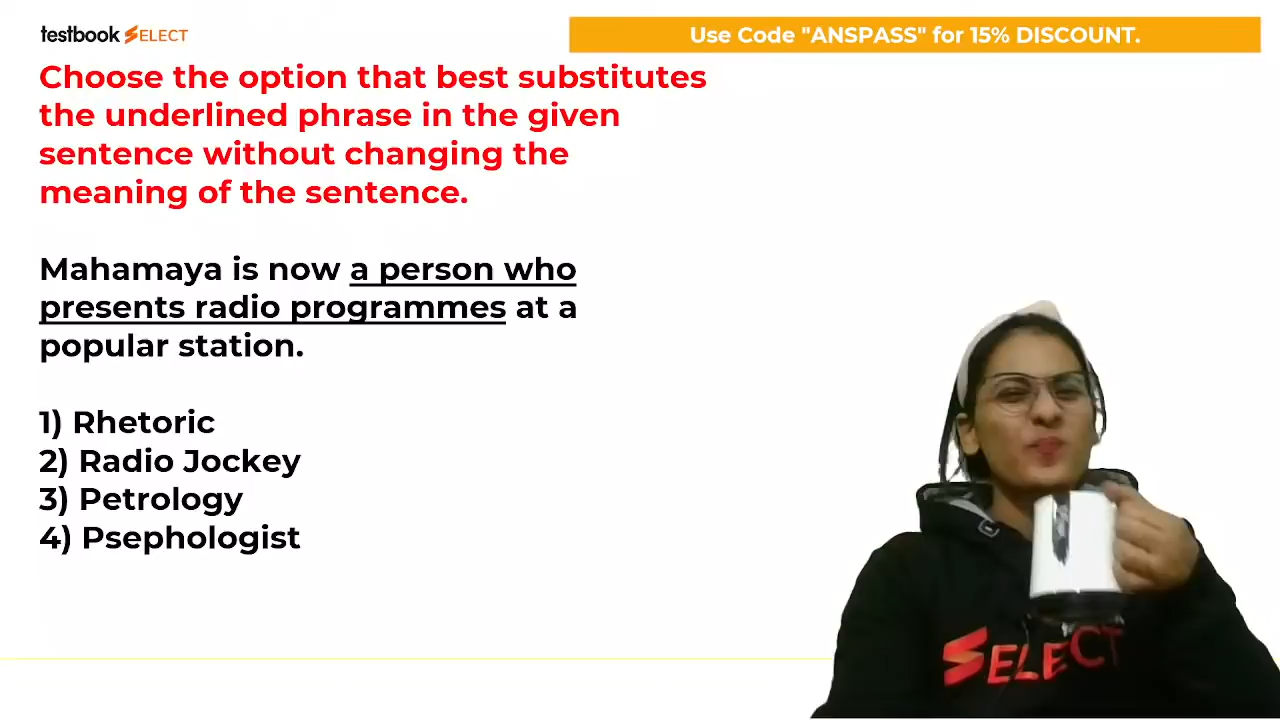 testbook SELECT
Use Code "ANSPASS" for 15% DISCOUNT.
Choose the option that best substitutes
the underlined phrase in the given
sentence without changing the
meaning of the sentence.
Mahamaya is now a person who
presents radio programmes at a
popular station.
1) Rhetoric
2) Radio Jockey
3) Petrology
4) Psephologist
SELECT